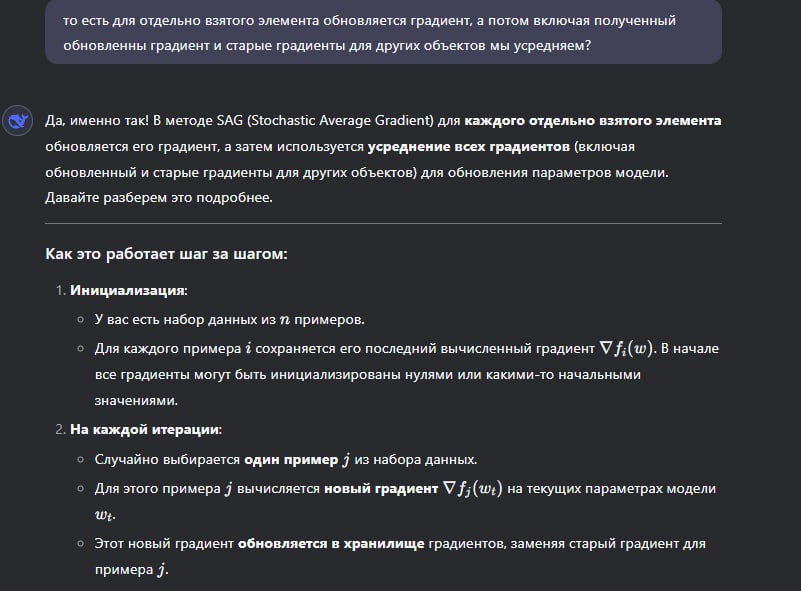 то есть для отдельно взятого элемента обновляется градиент, а потом включая полученный
обновленны градиент и старые градиенты для других объектов мы усредняем?
Да, именно так! В методе SAG (Stochastic Average Gradient) для каждого отдельно взятого элемента
обновляется его градиент, а затем используется усреднение всех градиентов (включая
обновленный и старые градиенты для других объектов) для обновления параметров модели.
Давайте разберем это подробнее.
Как это работает шаг за шагом:
1. Инициализация:
○ У вас есть набор данных из n примеров.
○ Для каждого примера i сохраняется его последний вычисленный градиент ∇fᵢ(w). В начале
все градиенты могут быть инициализированы нулями или какими-то начальными
значениями.
2. На каждой итерации:
○ Случайно выбирается один пример j из набора данных.
○ Для этого примера j вычисляется новый градиент ∇fⱼ(wₜ) на текущих параметрах модели
wₜ.
○ Этот новый градиент обновляется в хранилище градиентов, заменяя старый градиент для
примера j.